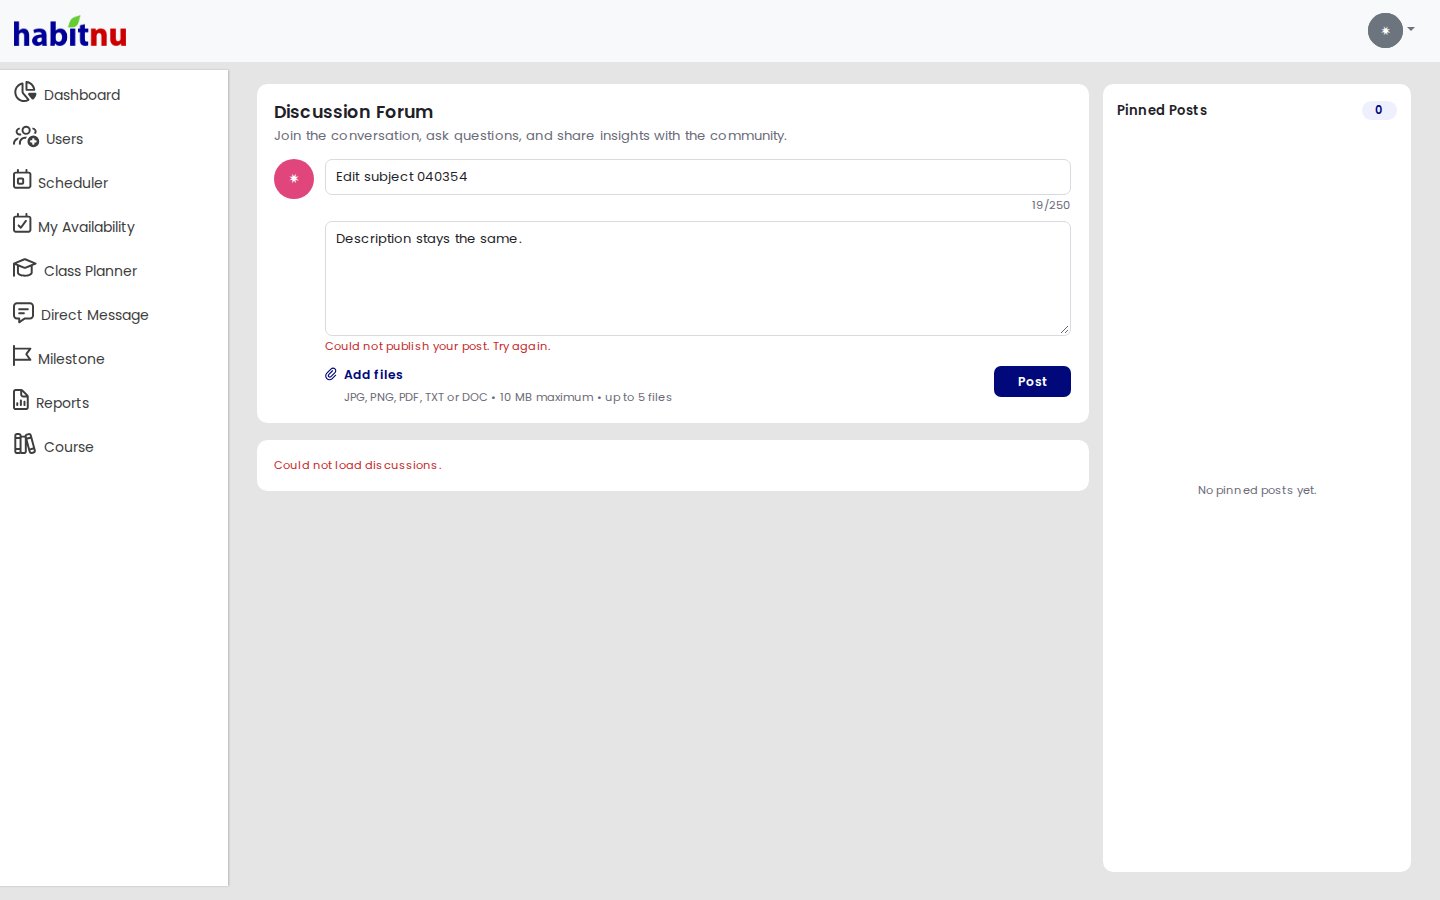 habitnu
Dashboard
Users
Scheduler
My Availability
Class Planner
Direct Message
Milestone
Reports
Course
Discussion Forum
Join the conversation, ask questions, and share insights with the community.
Edit subject 040354
19/250
Description stays the same.
Could not publish your post. Try again.
Add files
JPG, PNG, PDF, TXT or DOC • 10 MB maximum • up to 5 files
Post
Could not load discussions.
Pinned Posts
0
No pinned posts yet.